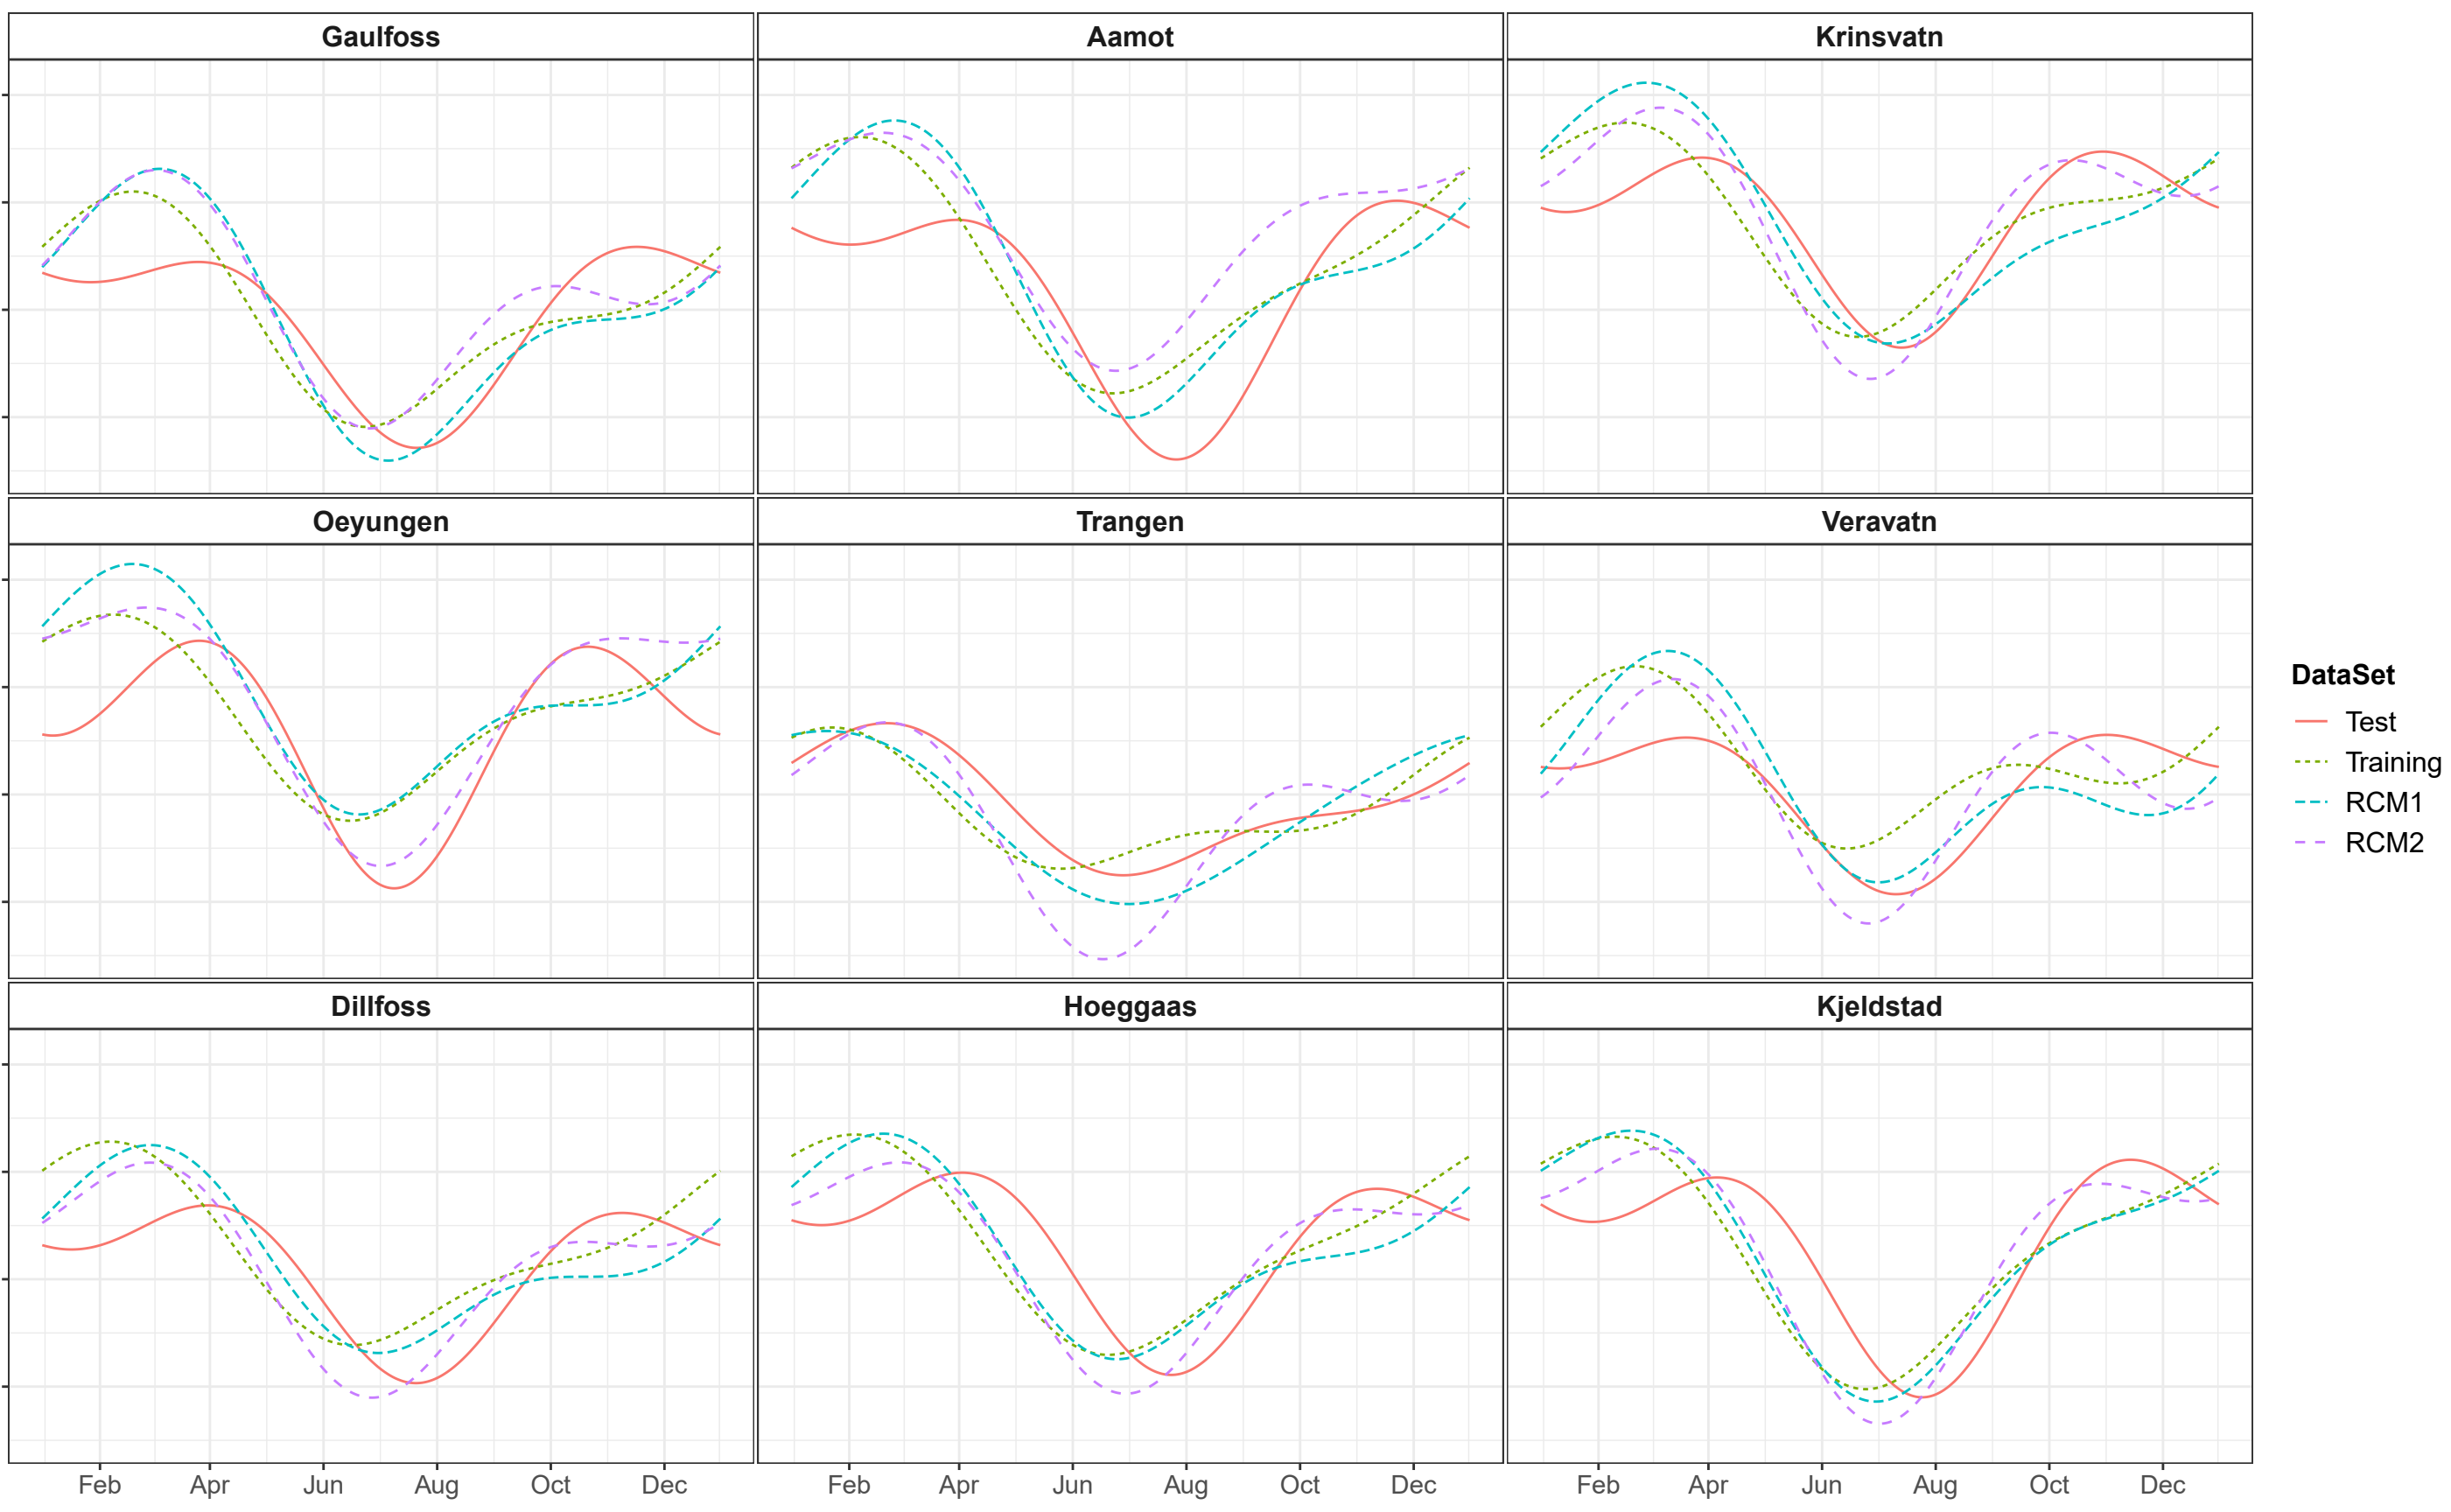 Gaulfoss Aamot Krinsvatn
Oeyungen Trangen Veravatn
DataSet
Test
Training
RCM1
RCM2
Dillfoss Hoeggaas Kjeldstad
Feb Apr Jun Aug Oct Dec Feb Apr Jun Aug Oct Dec Feb Apr Jun Aug Oct Dec